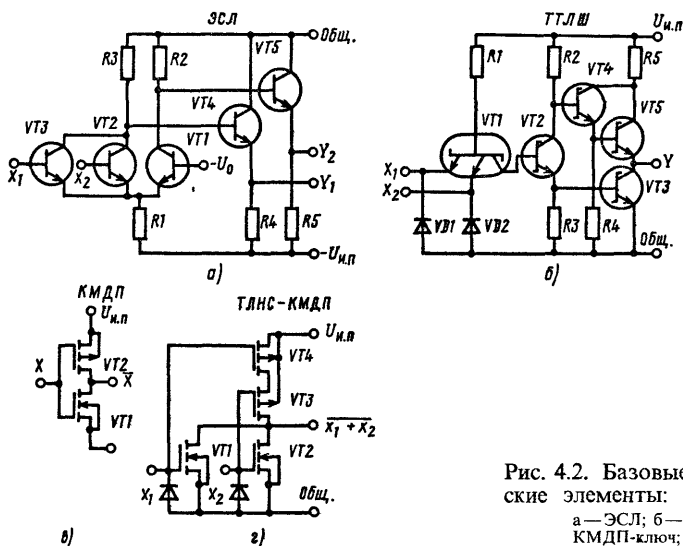 ЭСЛ
Общ.
R3
R2
VT5
VT3
VT2
VT4
VT1
X1
X2
-U0
Y2
Y1
R1
R4
R5
-Uи.п
а)
ТТЛШ
Uи.п
R1
R2
R5
VT4
VT1
VT2
VT5
X1
X2
Y
VT3
VD1
VD2
R3
R4
Общ.
б)
КМДП
Uи.п
X
VT2
X̅
VT1
в)
ТЛНС-КМДП
Uи.п
VT4
VT3
X1 + X2
VT1
VT2
X1
X2
Общ.
г)
Рис. 4.2. Базовые
ские элементы:
а — ЭСЛ; б —
КМДП-ключ;